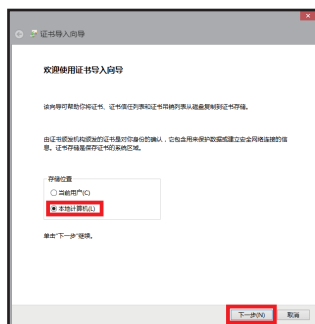 证书导入向导
欢迎使用证书导入向导
该向导可帮助你将证书、证书信任列表和证书吊销列表从磁盘复制到证书存储。
由证书颁发机构颁发的证书是对你身份的确认，它包含用来保护数据或建立安全网络连接的信
息。证书存储是保存证书的系统区域。
存储位置
当前用户(C)
本地计算机(L)
单击"下一步"继续。
下一步(N) 取消